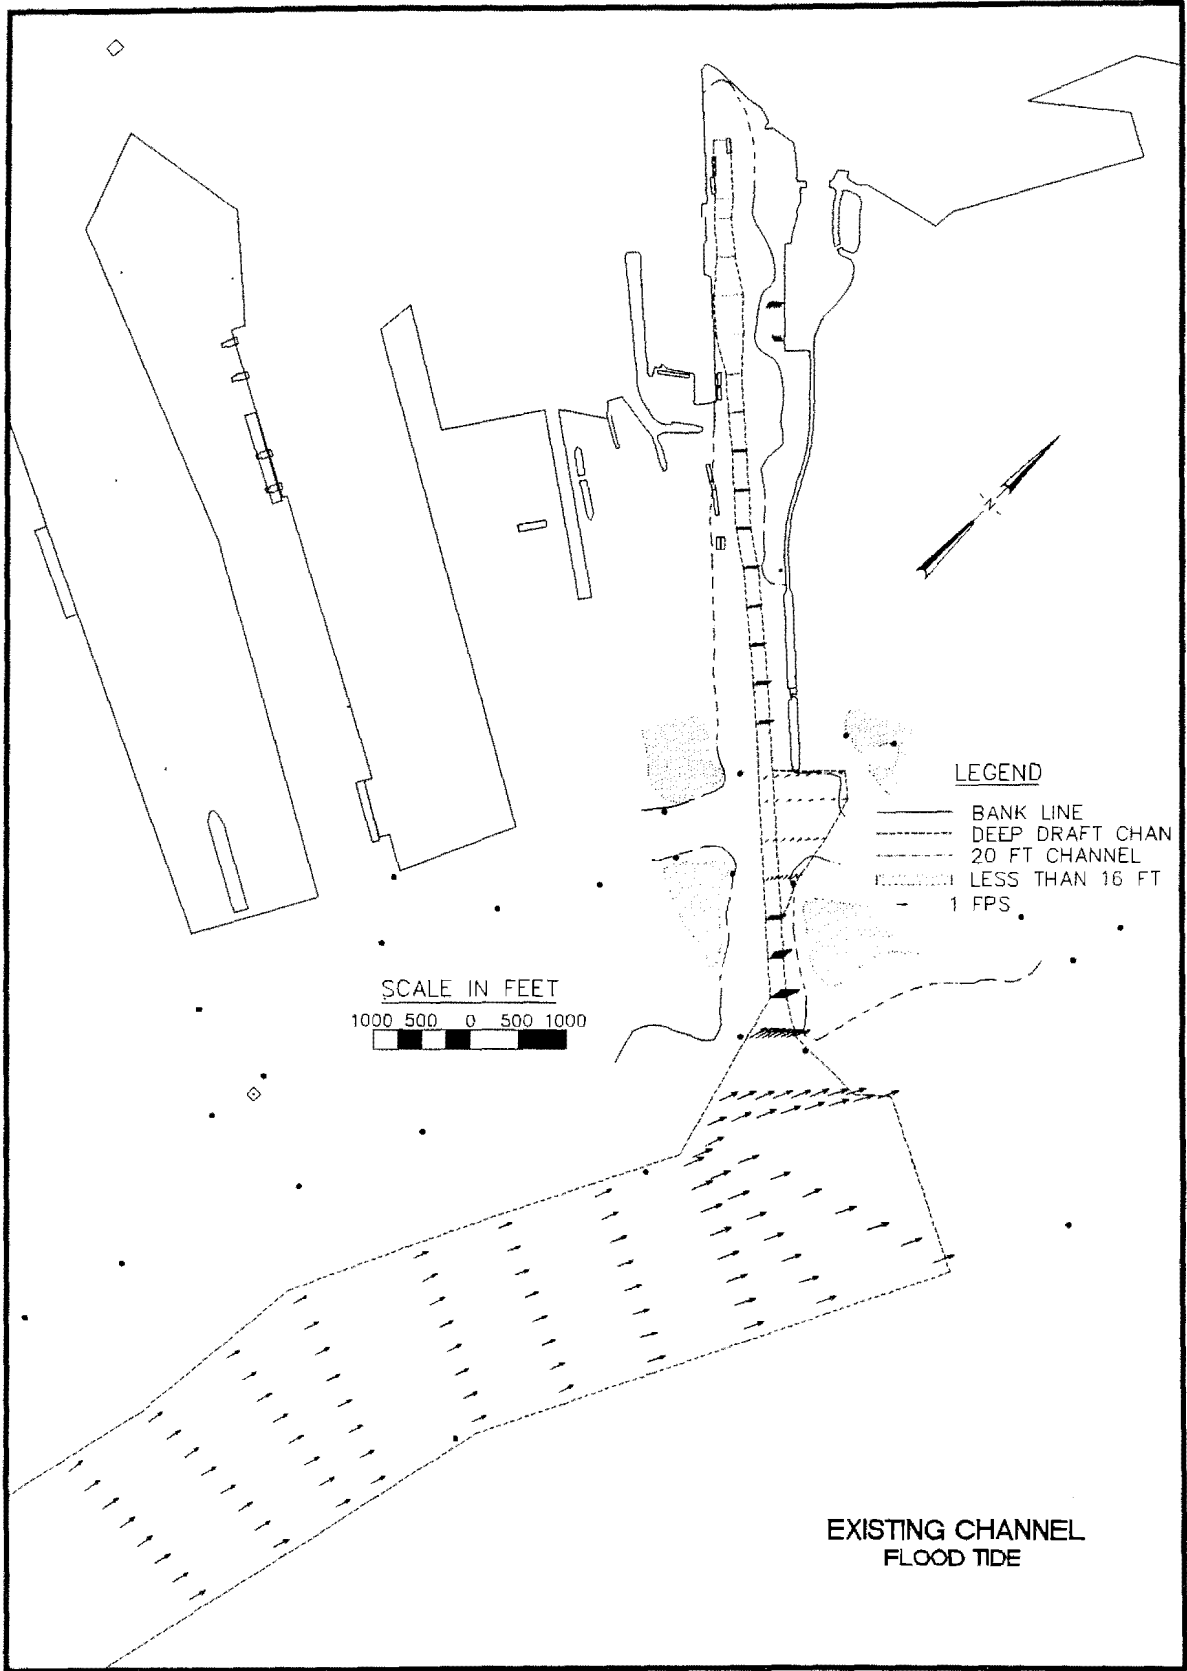 N
LEGEND
BANK LINE
DEEP DRAFT CHAN
20 FT CHANNEL
LESS THAN 16 FT
1 FPS
SCALE IN FEET
1000 500 0 500 1000
EXISTING CHANNEL
FLOOD TIDE